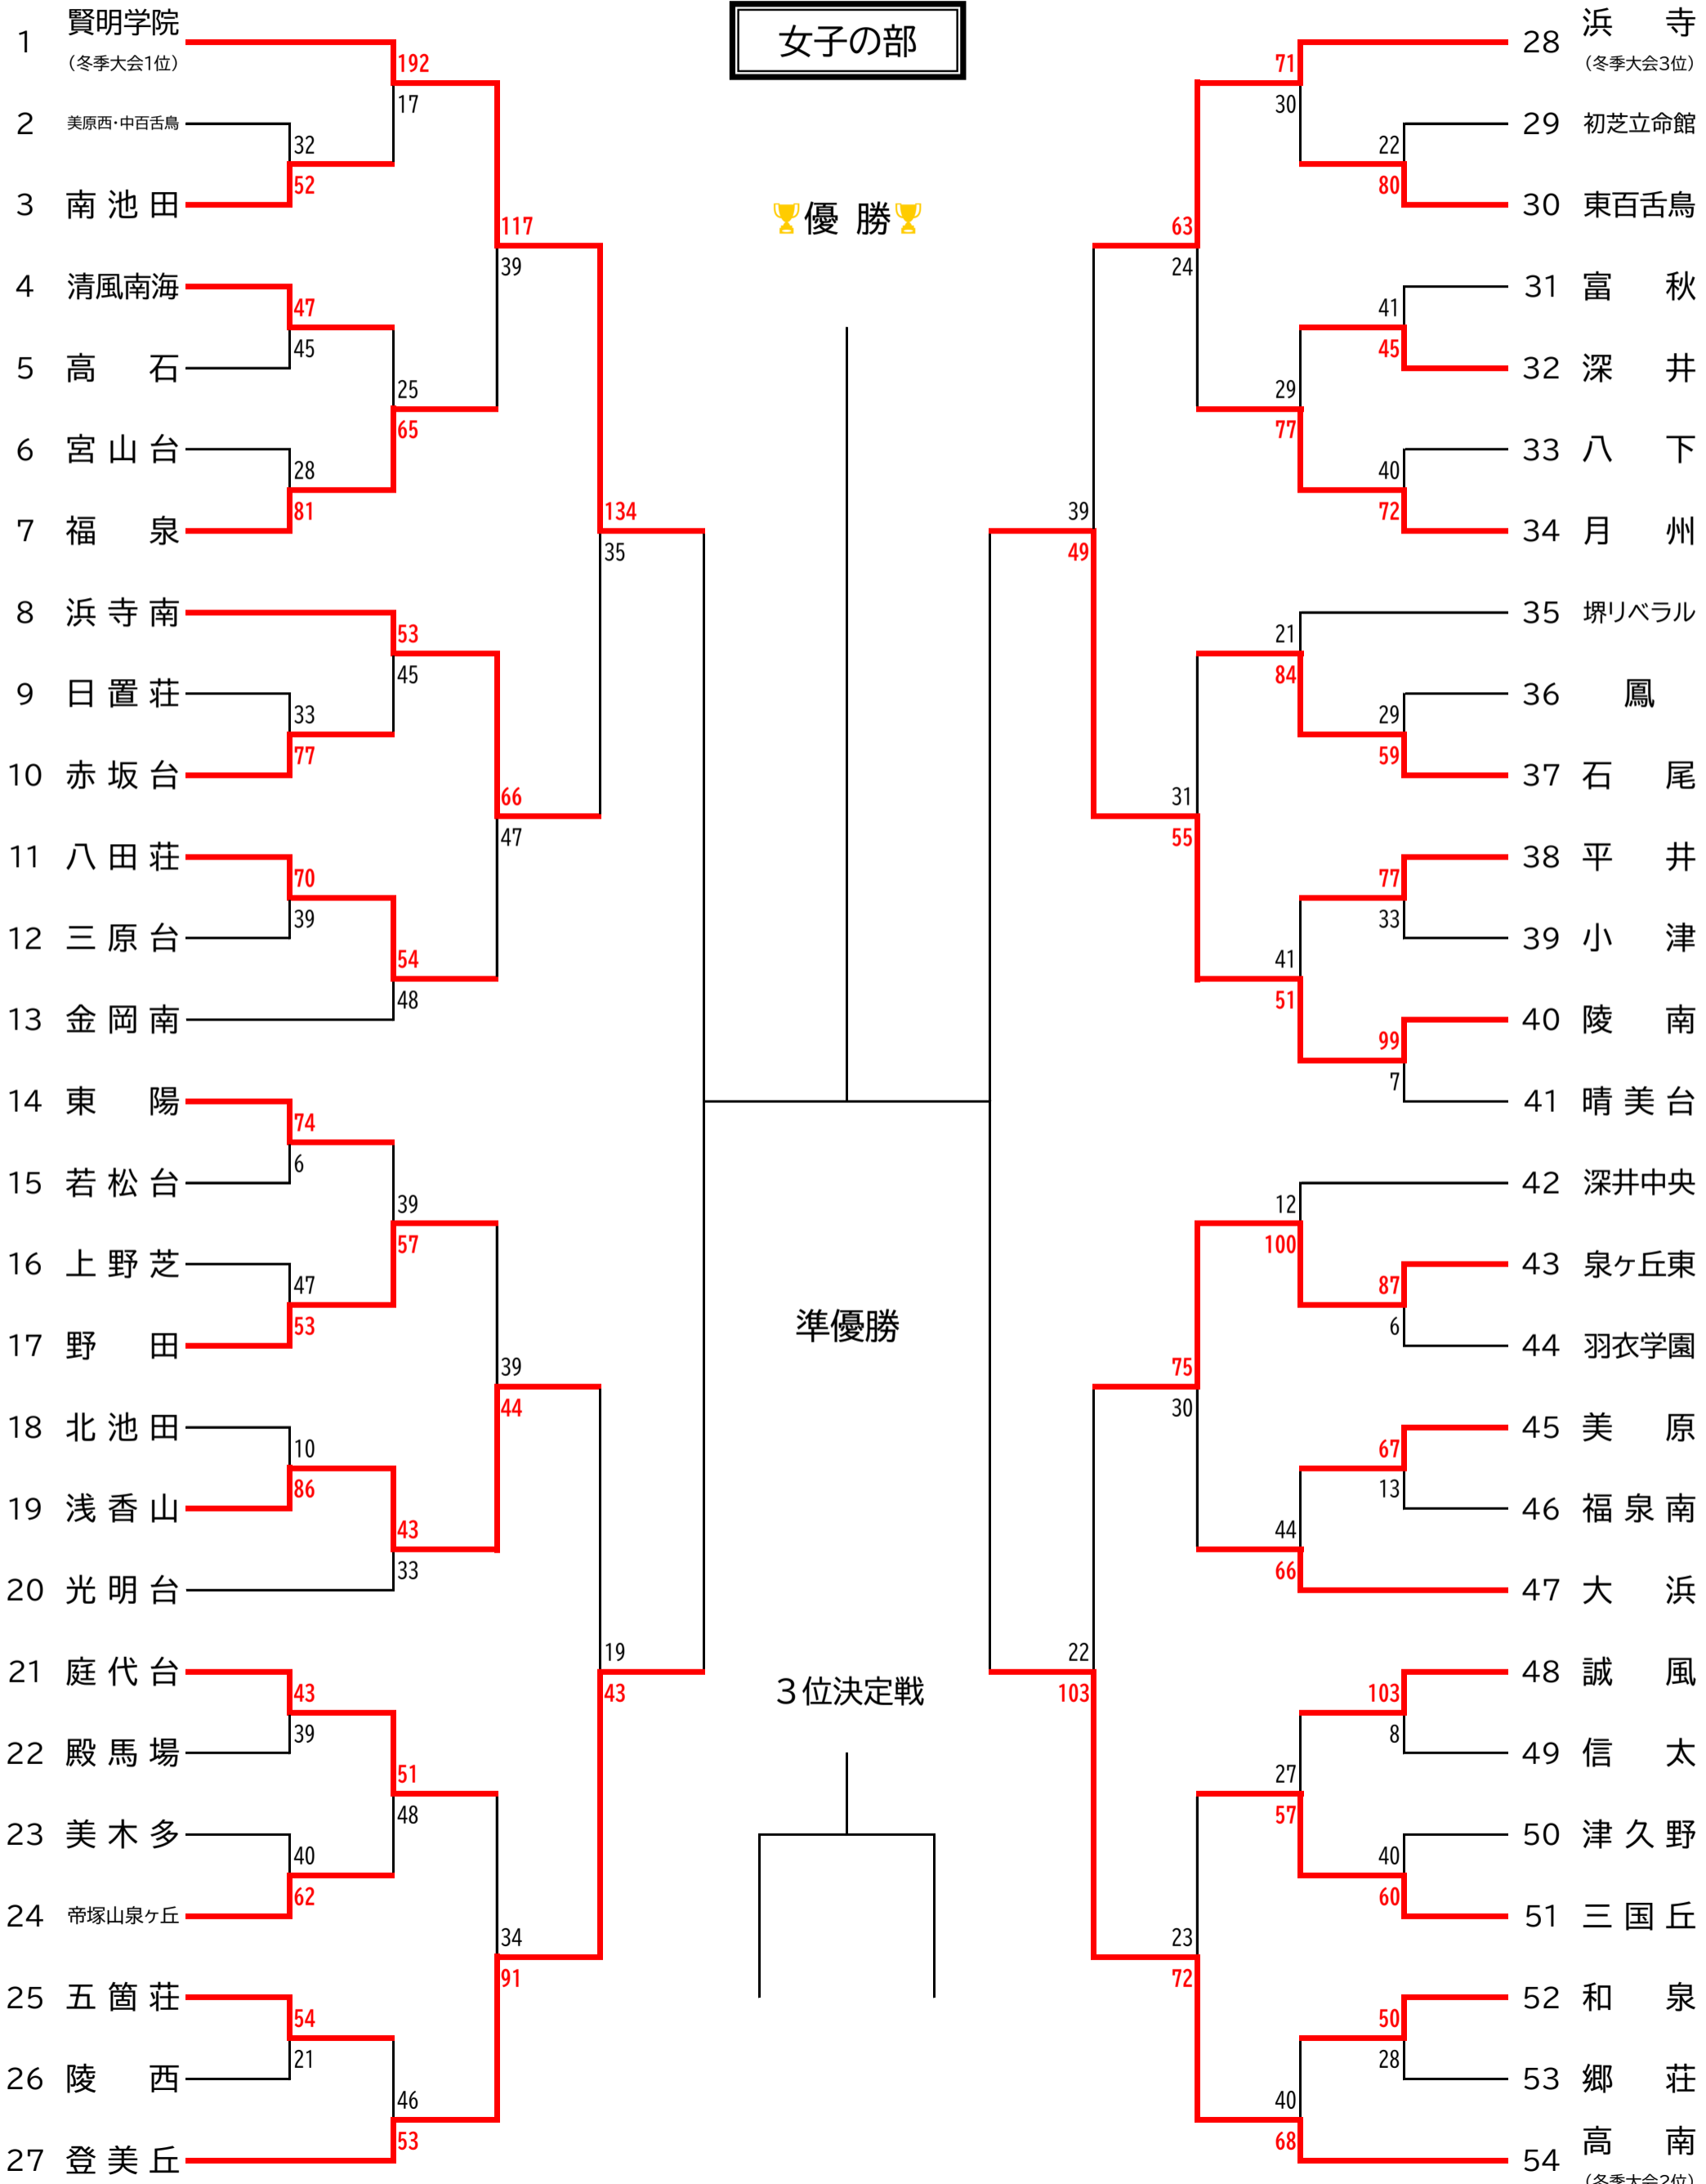 女子の部
1 賢明学院
(冬季大会1位)
2 美原西・中百舌鳥
3 南池田
4 清風南海
5 高石
6 宮山台
7 福泉
8 浜寺南
9 日置荘
10 赤坂台
11 八田荘
12 三原台
13 金岡南
14 東陽
15 若松台
16 上野芝
17 野田
18 北池田
19 浅香山
20 光明台
21 庭代台
22 殿馬場
23 美木多
24 帝塚山泉ヶ丘
25 五箇荘
26 陵西
27 登美丘
32
52
47
45
28
81
33
77
70
39
74
6
47
53
10
86
43
39
40
62
54
21
192
17
25
65
53
45
54
48
39
57
43
33
51
48
46
53
117
39
66
47
39
44
34
91
134
35
19
43
優勝
準優勝
3位決定戦
39
49
22
103
63
24
31
55
75
30
23
72
71
30
29
77
21
84
41
51
12
100
44
66
27
57
40
68
22
80
41
45
40
72
29
59
77
33
99
7
87
6
67
13
103
8
40
60
50
28
28 浜寺
(冬季大会3位)
29 初芝立命館
30 東百舌鳥
31 富秋
32 深井
33 八下
34 月州
35 堺リベラル
36 鳳
37 石尾
38 平井
39 小津
40 陵南
41 晴美台
42 深井中央
43 泉ヶ丘東
44 羽衣学園
45 美原
46 福泉南
47 大浜
48 誠風
49 信太
50 津久野
51 三国丘
52 和泉
53 郷荘
54 高南
(冬季大会2位)